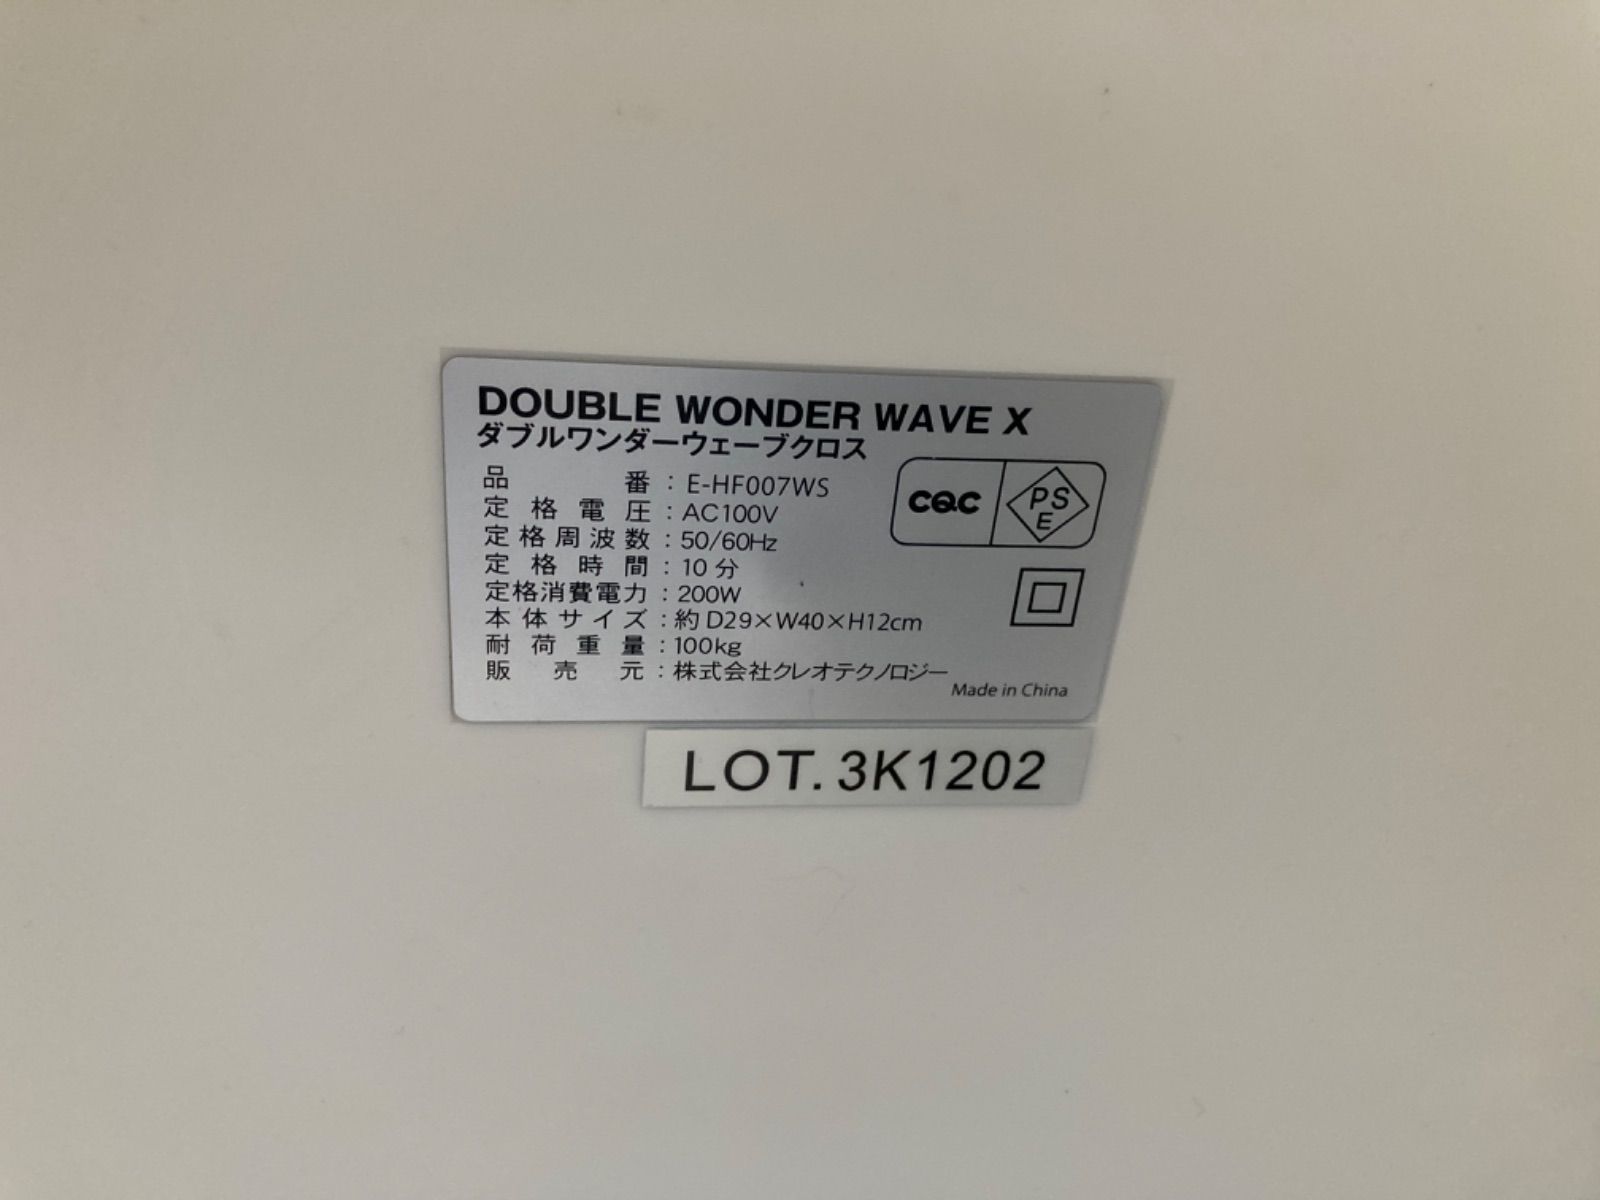 DOUBLE WONDER WAVE X
ダブルワンダーウェーブクロス
品番：E-HF007WS
定格電圧：AC100V
定格周波数：50/60Hz
定格時間：10分
定格消費電力：200W
本体サイズ：約D29×W40×H12cm
耐荷重量：100kg
販売元：株式会社クレオテクノロジー
CQC
PSE
Made in China
LOT.3K1202